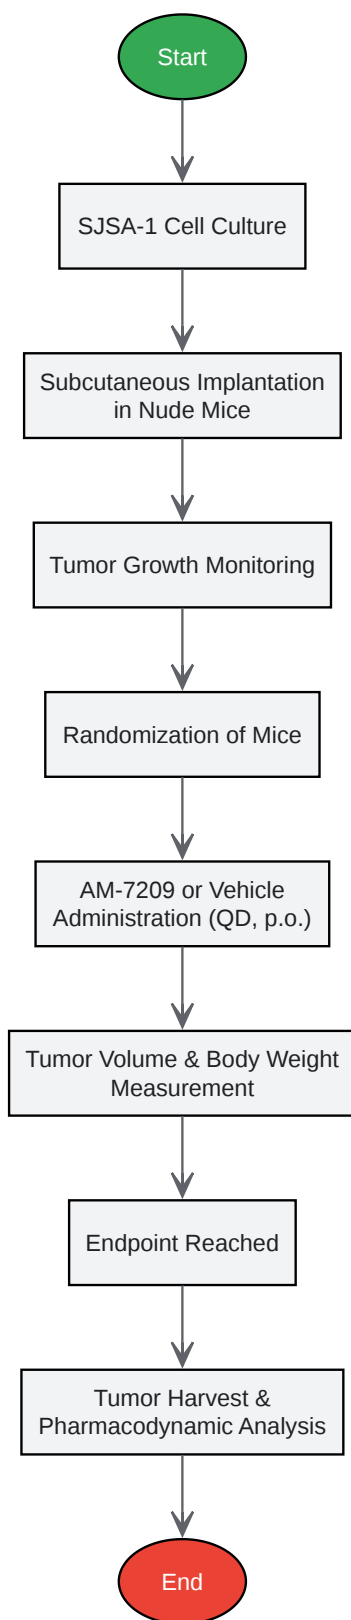 Start
SJSA-1 Cell Culture
Subcutaneous Implantation
in Nude Mice
Tumor Growth Monitoring
Randomization of Mice
AM-7209 or Vehicle
Administration (QD, p.o.)
Tumor Volume & Body Weight
Measurement
Endpoint Reached
Tumor Harvest &
Pharmacodynamic Analysis
End